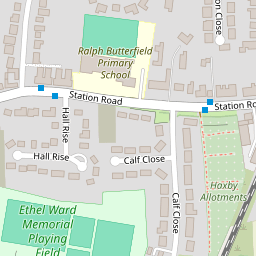 on Close
Ralph Butterfield
Primary
School
Station Road
Station Ro
Hall Rise
Hall Rise
Calf Close
Haxby
Allotments
Calf Close
Ethel Ward
Memorial
Playing
Field